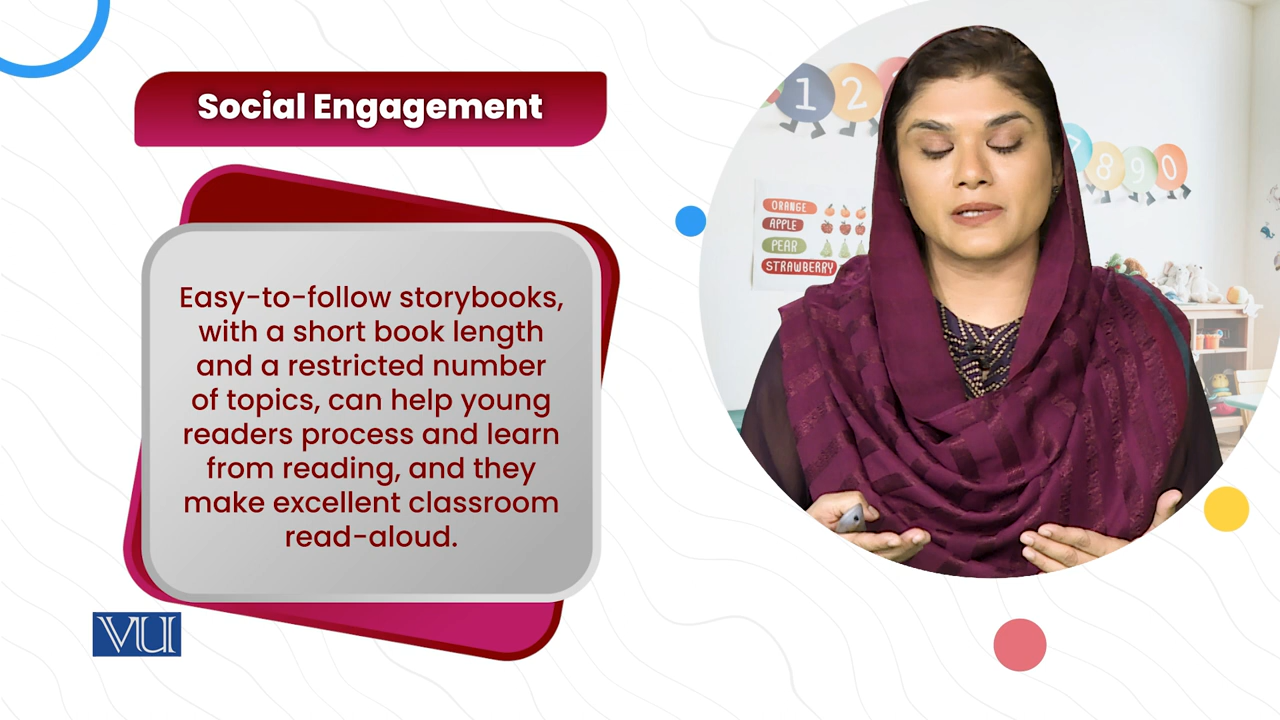 Social Engagement
Easy-to-follow storybooks,
with a short book length
and a restricted number
of topics, can help young
readers process and learn
from reading, and they
make excellent classroom
read-aloud.
VU
1 2
7 8 9 0
ORANGE
APPLE
PEAR
STRAWBERRY